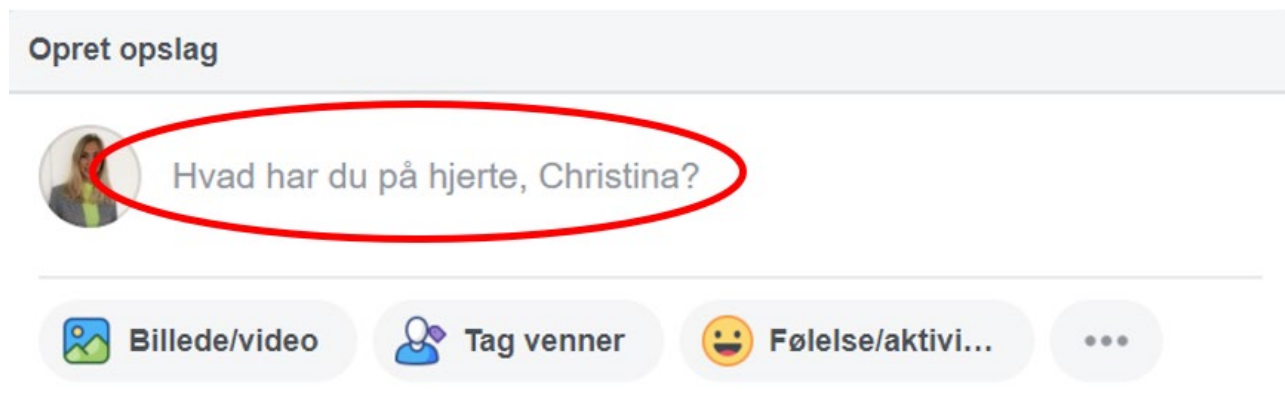 Opret opslag
Hvad har du på hjerte, Christina?
Billede/video Tag venner Følelse/aktivi...